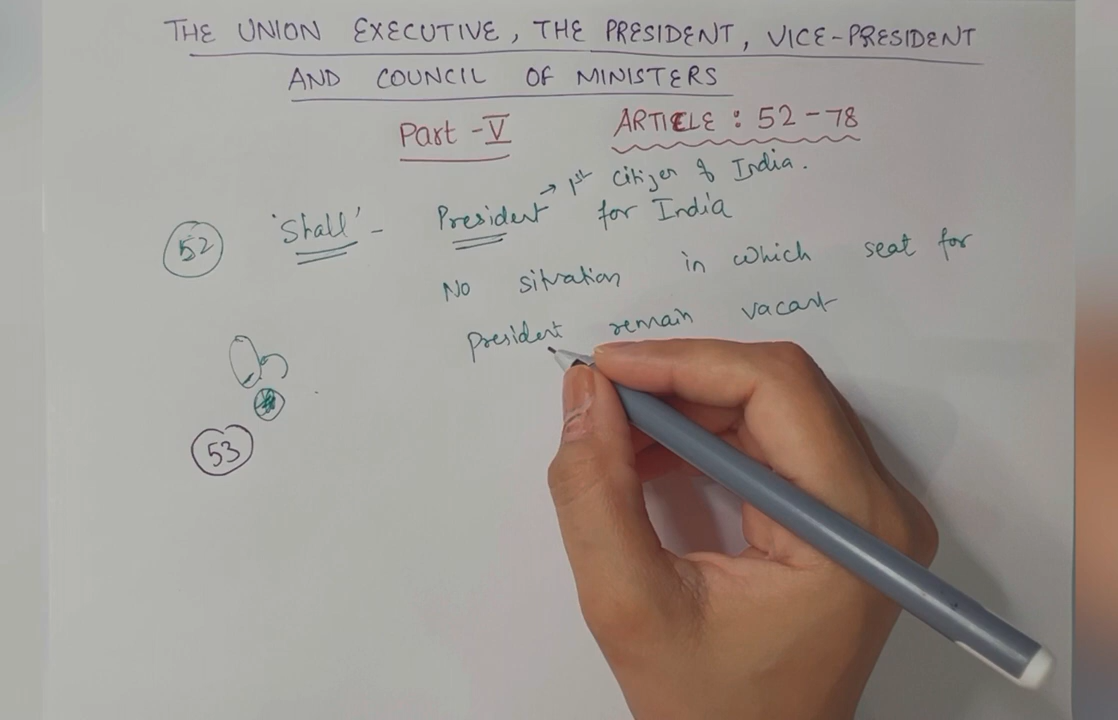 THE UNION EXECUTIVE, THE PRESIDENT, VICE-PRESIDENT
AND COUNCIL OF MINISTERS
Part -V ARTICLE : 52-78
→ 1st citizen of India.
52 'Shall' - President for India
No situation in which seat for
president remain vacant
53